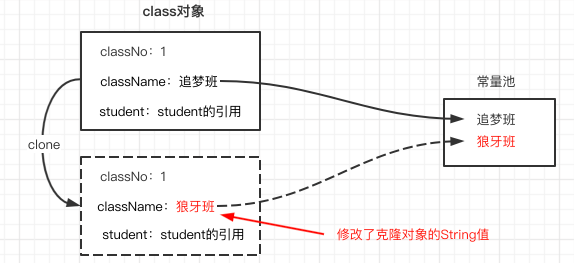 class对象
classNo：1
className：追梦班
student：student的引用
clone
classNo：1
className：狼牙班
student：student的引用
常量池
追梦班
狼牙班
修改了克隆对象的String值